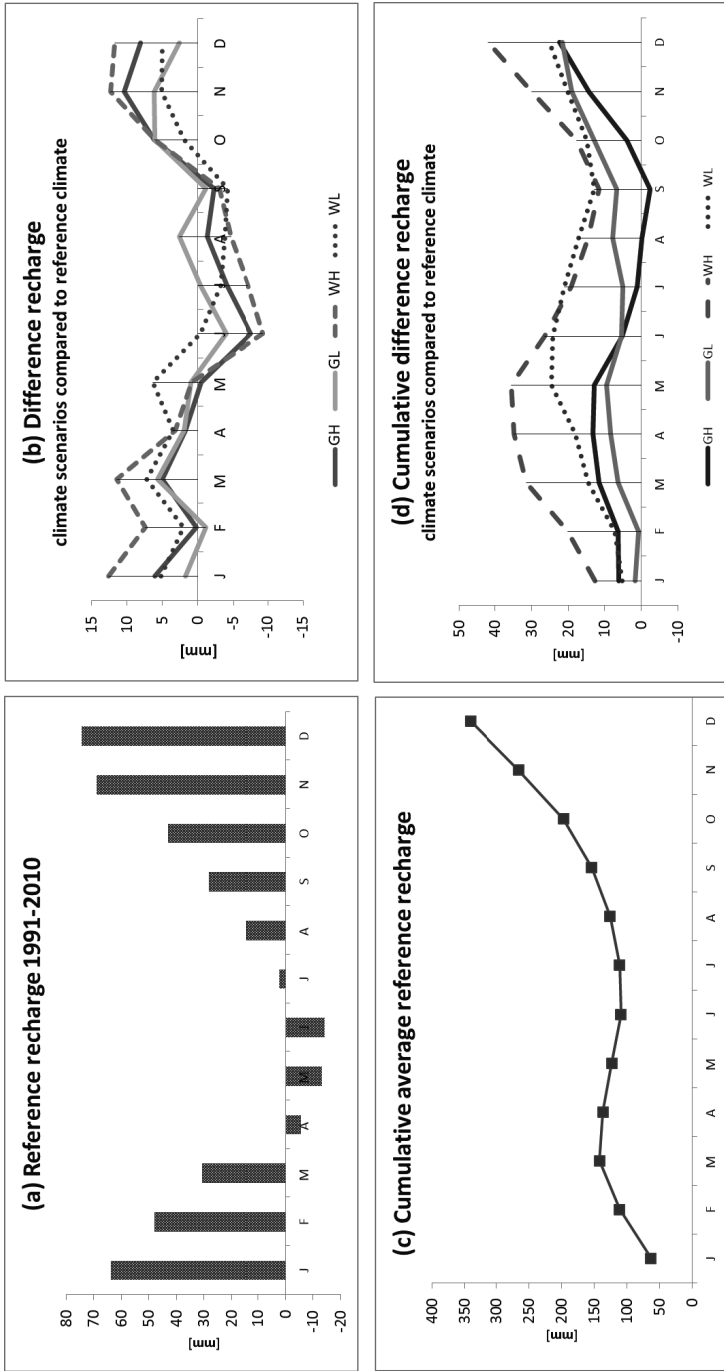 (a) Reference recharge 1991-2010
80
70
60
50
40
30
20
10
0
-10
-20
[mm]
J F M A M J J A S O N D
(b) Difference recharge
climate scenarios compared to reference climate
15
10
5
0
-5
-10
-15
[mm]
J F M A M J J A S O N D
GH GL WH WL
(c) Cumulative average reference recharge
400
350
300
250
200
150
100
50
0
[mm]
J F M A M J J A S O N D
(d) Cumulative difference recharge
climate scenarios compared to reference climate
50
40
30
20
10
0
-10
[mm]
J F M A M J J A S O N D
GH GL WH WL